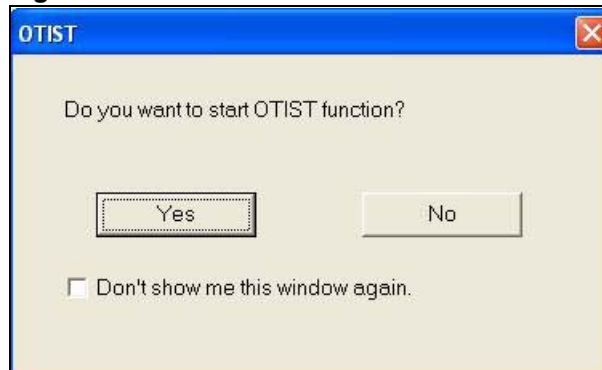 OTIST
Do you want to start OTIST function?
Yes No
Don't show me this window again.